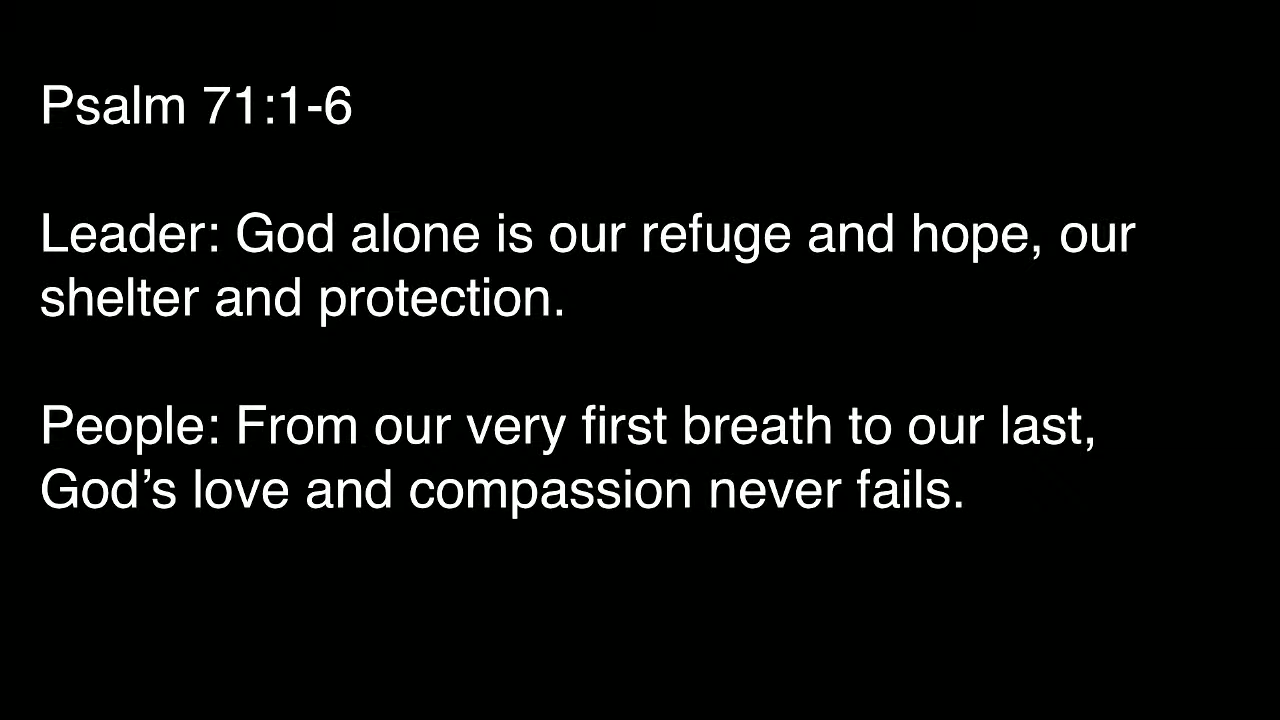 Psalm 71:1-6
Leader: God alone is our refuge and hope, our
shelter and protection.
People: From our very first breath to our last,
God’s love and compassion never fails.